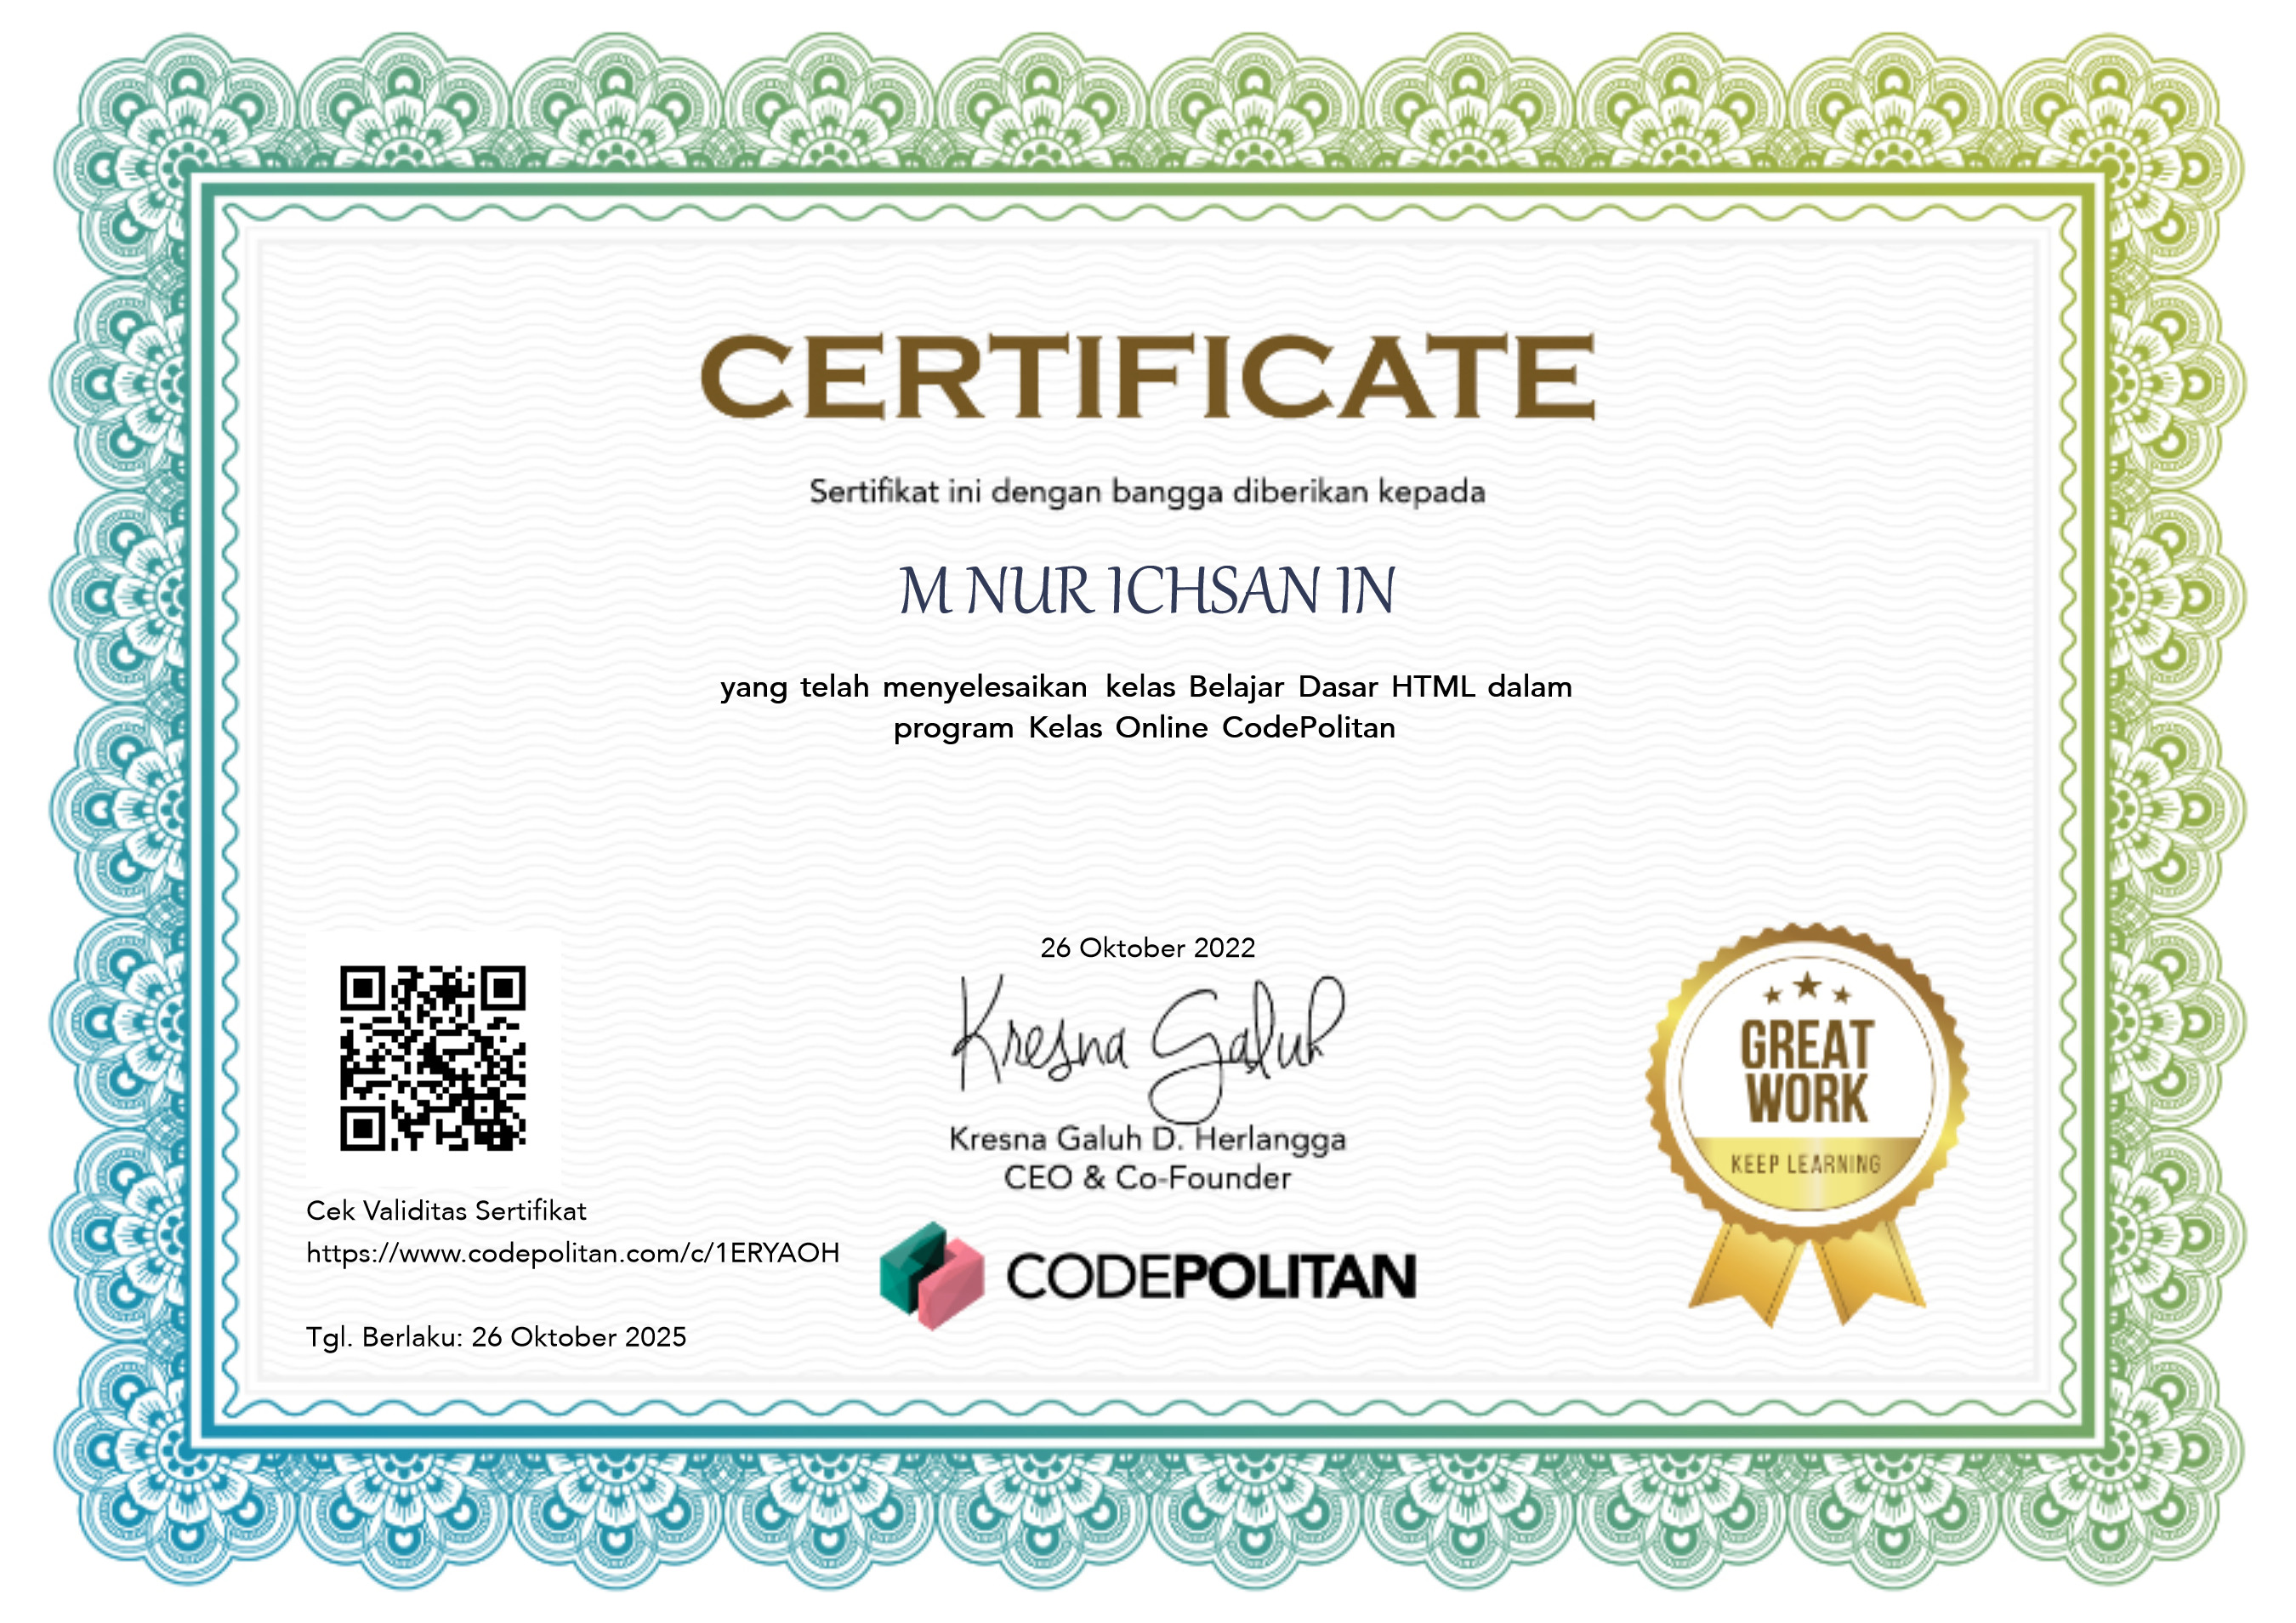 CERTIFICATE
Sertifikat ini dengan bangga diberikan kepada
M NUR ICHSAN IN
yang telah menyelesaikan kelas Belajar Dasar HTML dalam
program Kelas Online CodePolitan
26 Oktober 2022
Kresna Galuh
Kresna Galuh D. Herlangga
CEO & Co-Founder
CODEPOLITAN
Cek Validitas Sertifikat
https://www.codepolitan.com/c/1ERYAOH
Tgl. Berlaku: 26 Oktober 2025
GREAT
WORK
KEEP LEARNING